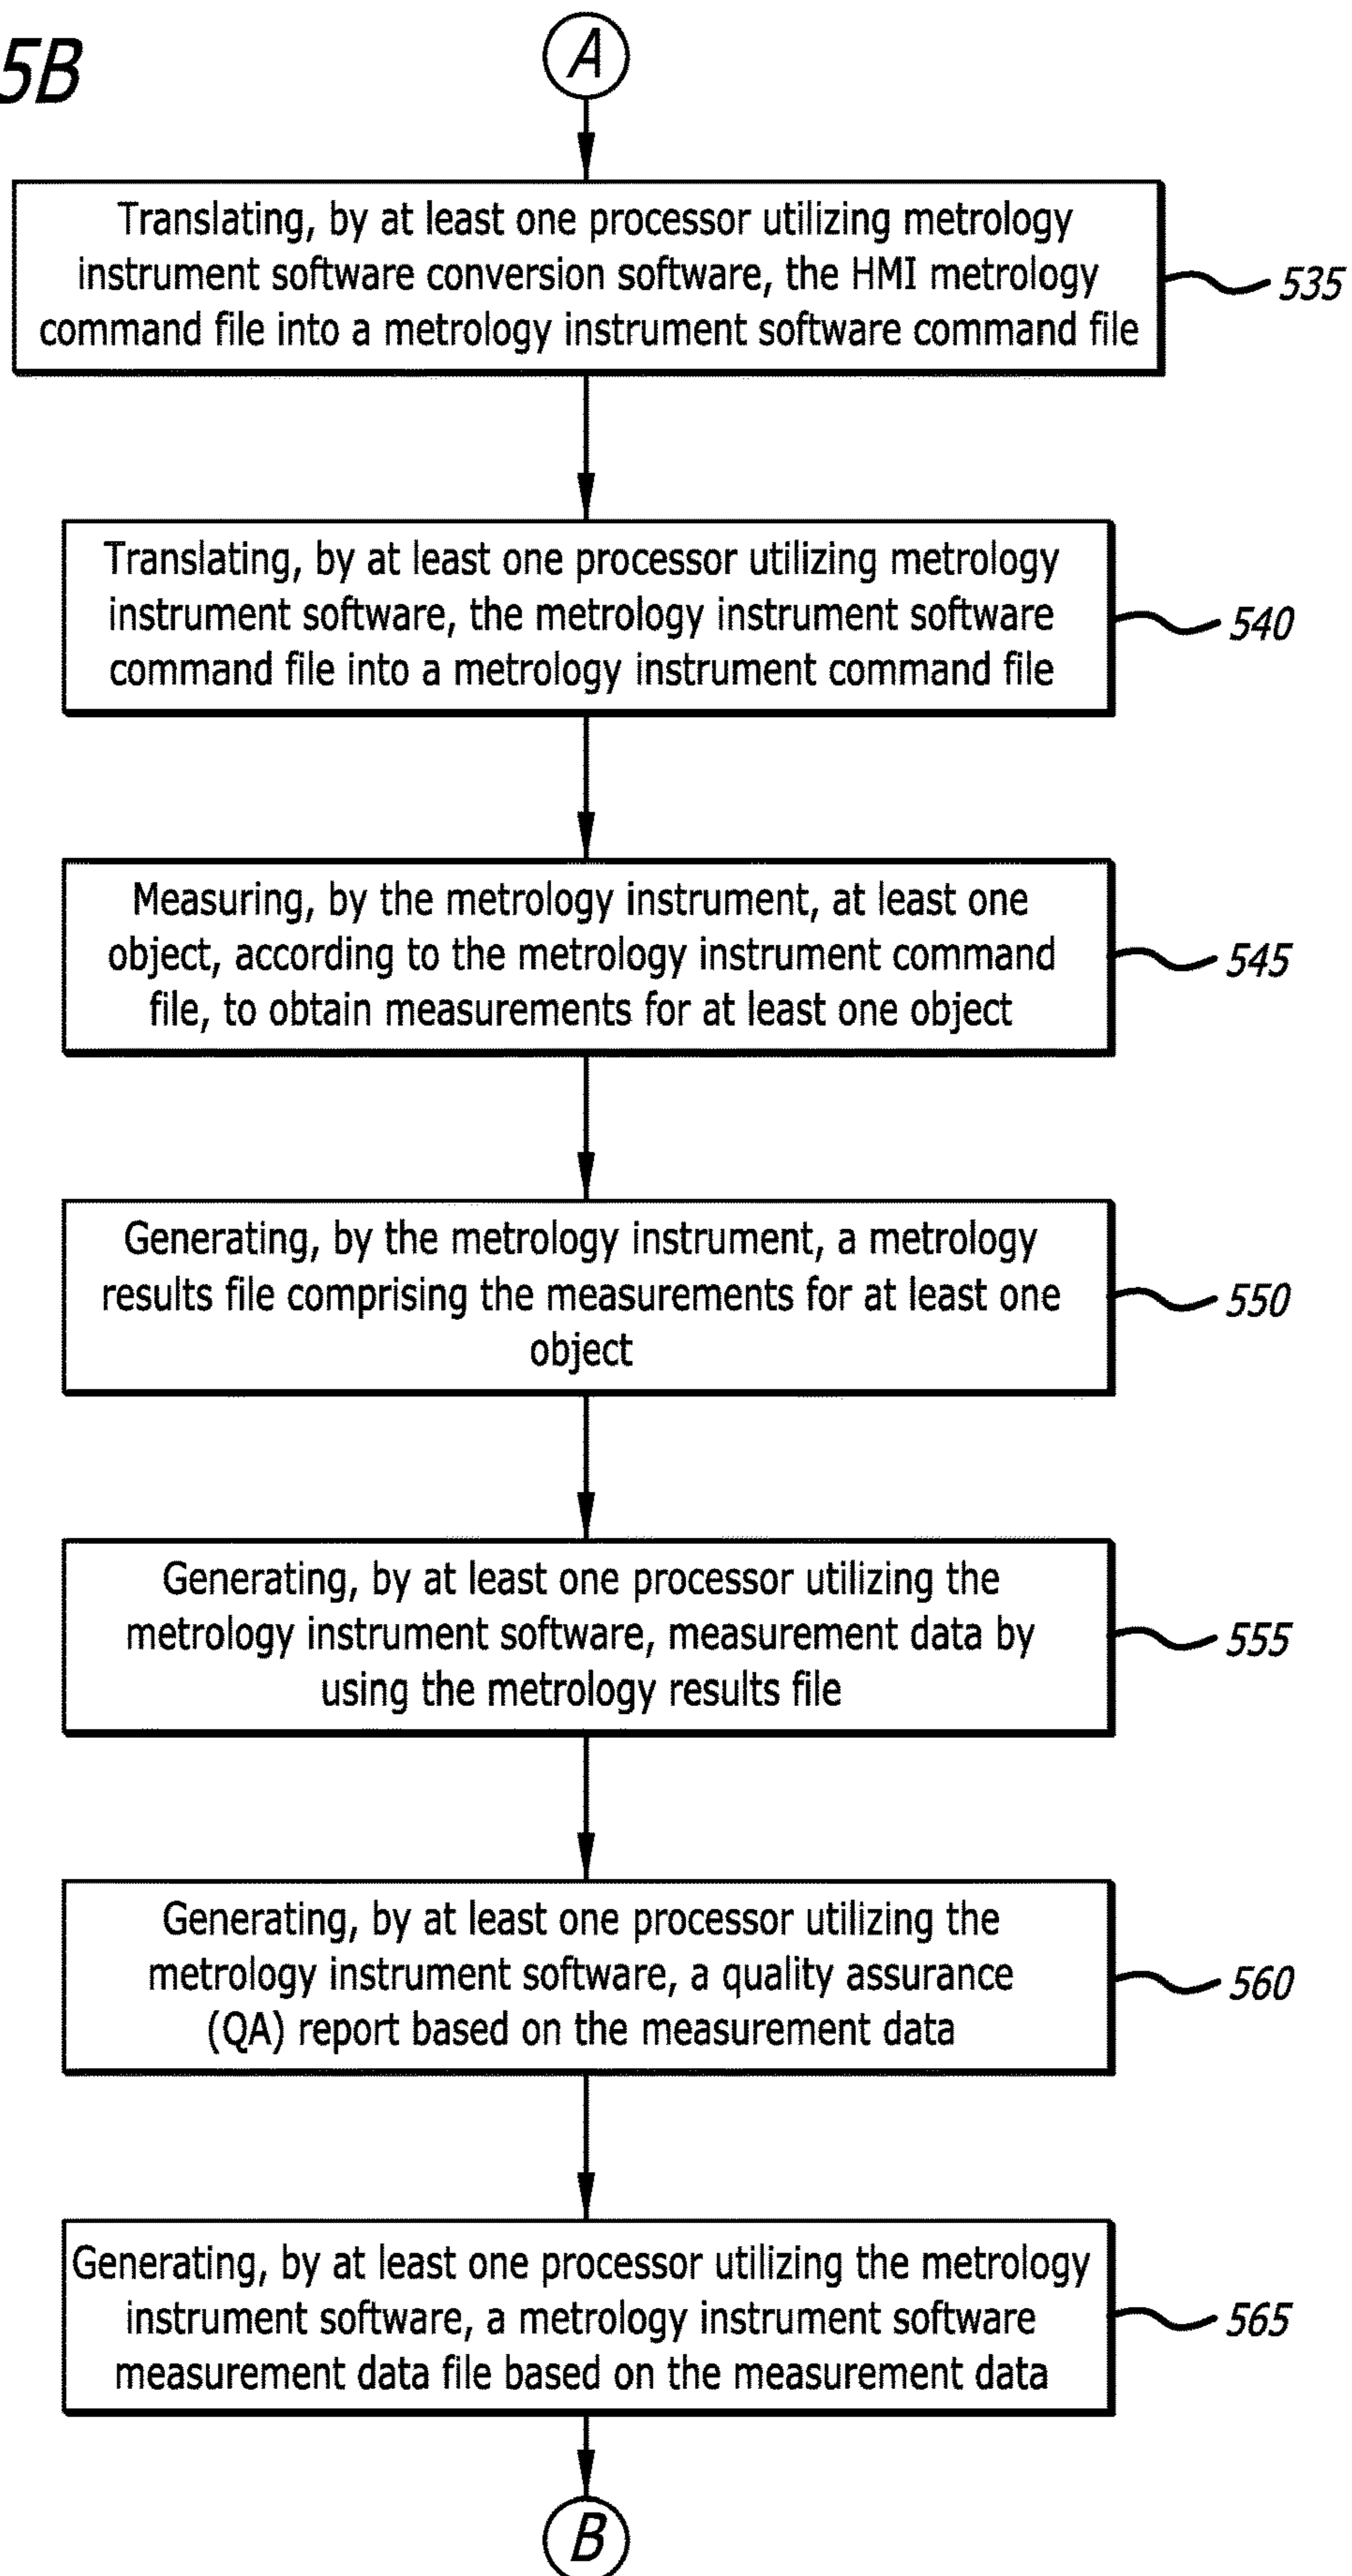 5B
A
Translating, by at least one processor utilizing metrology
instrument software conversion software, the HMI metrology
command file into a metrology instrument software command file
535
Translating, by at least one processor utilizing metrology
instrument software, the metrology instrument software
command file into a metrology instrument command file
540
Measuring, by the metrology instrument, at least one
object, according to the metrology instrument command
file, to obtain measurements for at least one object
545
Generating, by the metrology instrument, a metrology
results file comprising the measurements for at least one
object
550
Generating, by at least one processor utilizing the
metrology instrument software, measurement data by
using the metrology results file
555
Generating, by at least one processor utilizing the
metrology instrument software, a quality assurance
(QA) report based on the measurement data
560
Generating, by at least one processor utilizing the metrology
instrument software, a metrology instrument software
measurement data file based on the measurement data
565
B